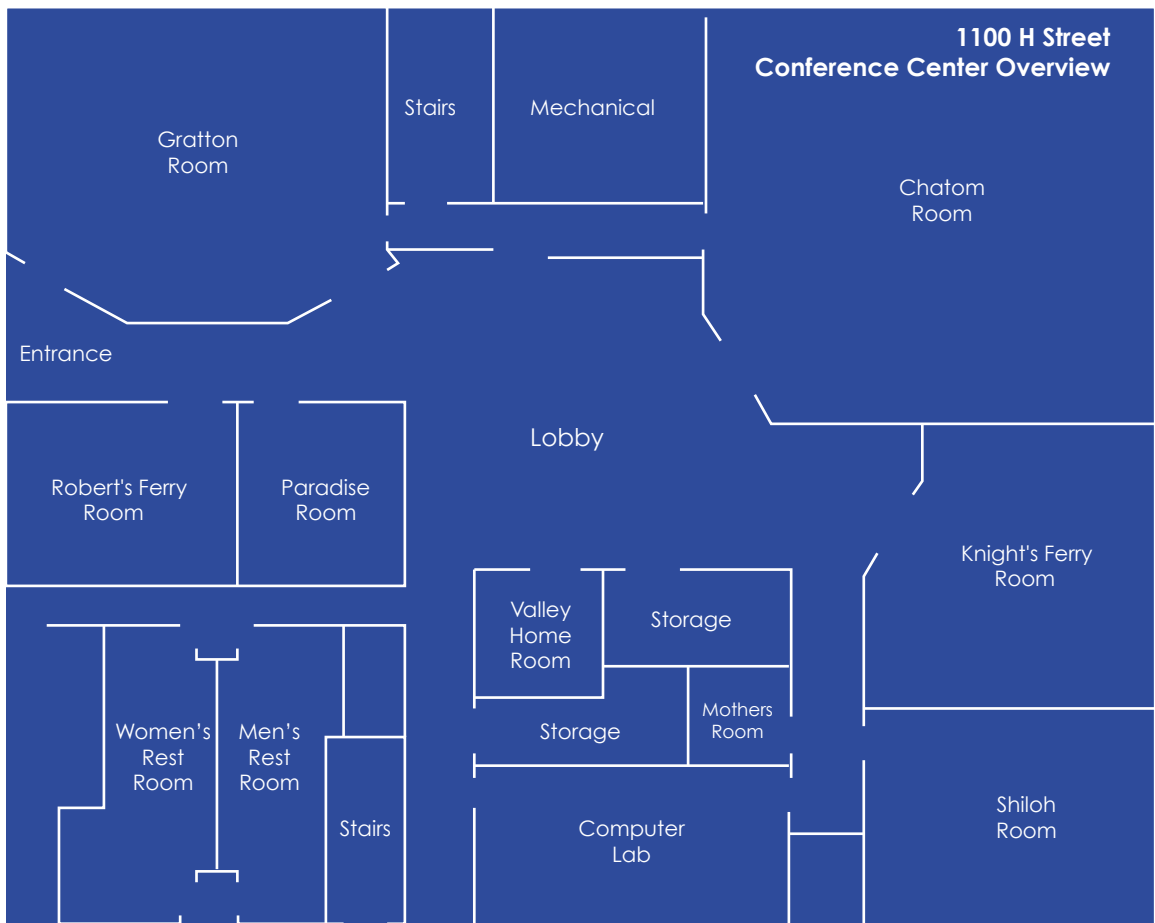 1100 H Street
Conference Center Overview
Stairs
Mechanical
Gratton
Room
Chatom
Room
Entrance
Lobby
Robert's Ferry
Room
Paradise
Room
Knight's Ferry
Room
Valley
Home
Room
Storage
Women’s
Rest
Room
Men's
Rest
Room
Storage
Mothers
Room
Stairs
Computer
Lab
Shiloh
Room